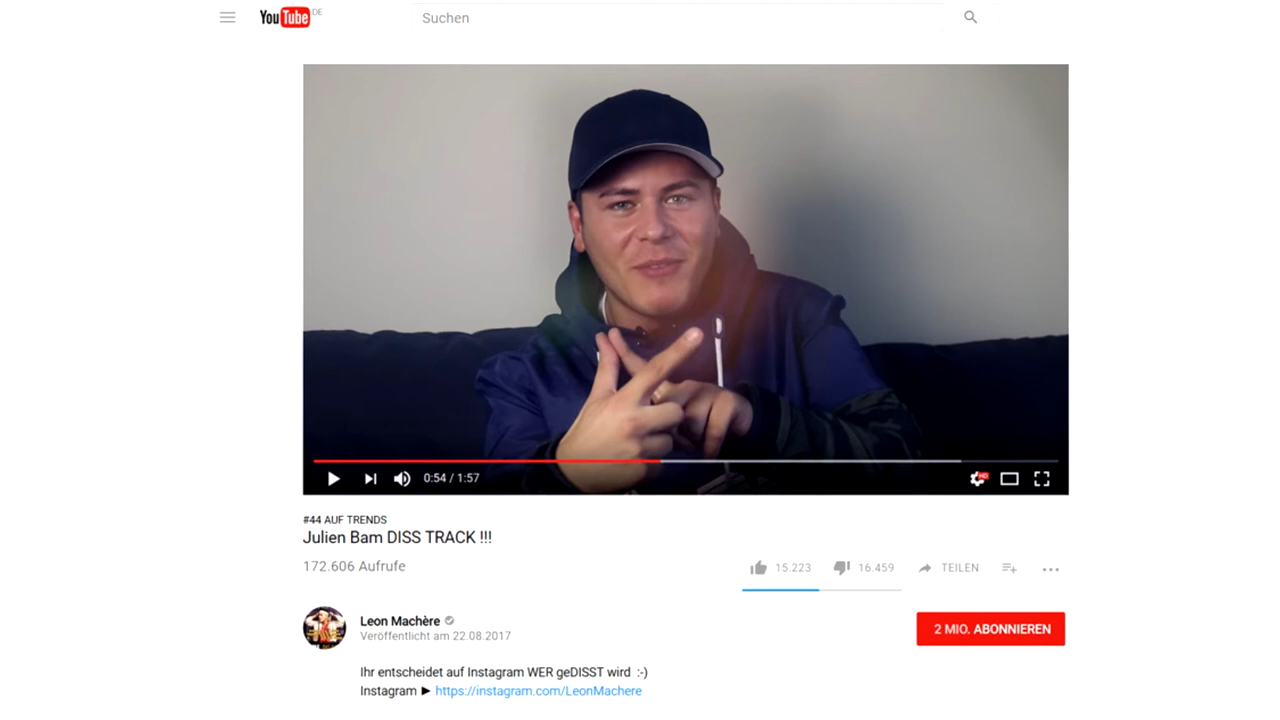 YouTube DE
Suchen
0:54 / 1:57
HD
#44 AUF TRENDS
Julien Bam DISS TRACK !!!
172.606 Aufrufe
15.223
16.459
TEILEN
Leon Machère
Veröffentlicht am 22.08.2017
2 MIO. ABONNIEREN
Ihr entscheidet auf Instagram WER geDISST wird :-)
Instagram ► https://instagram.com/LeonMachere